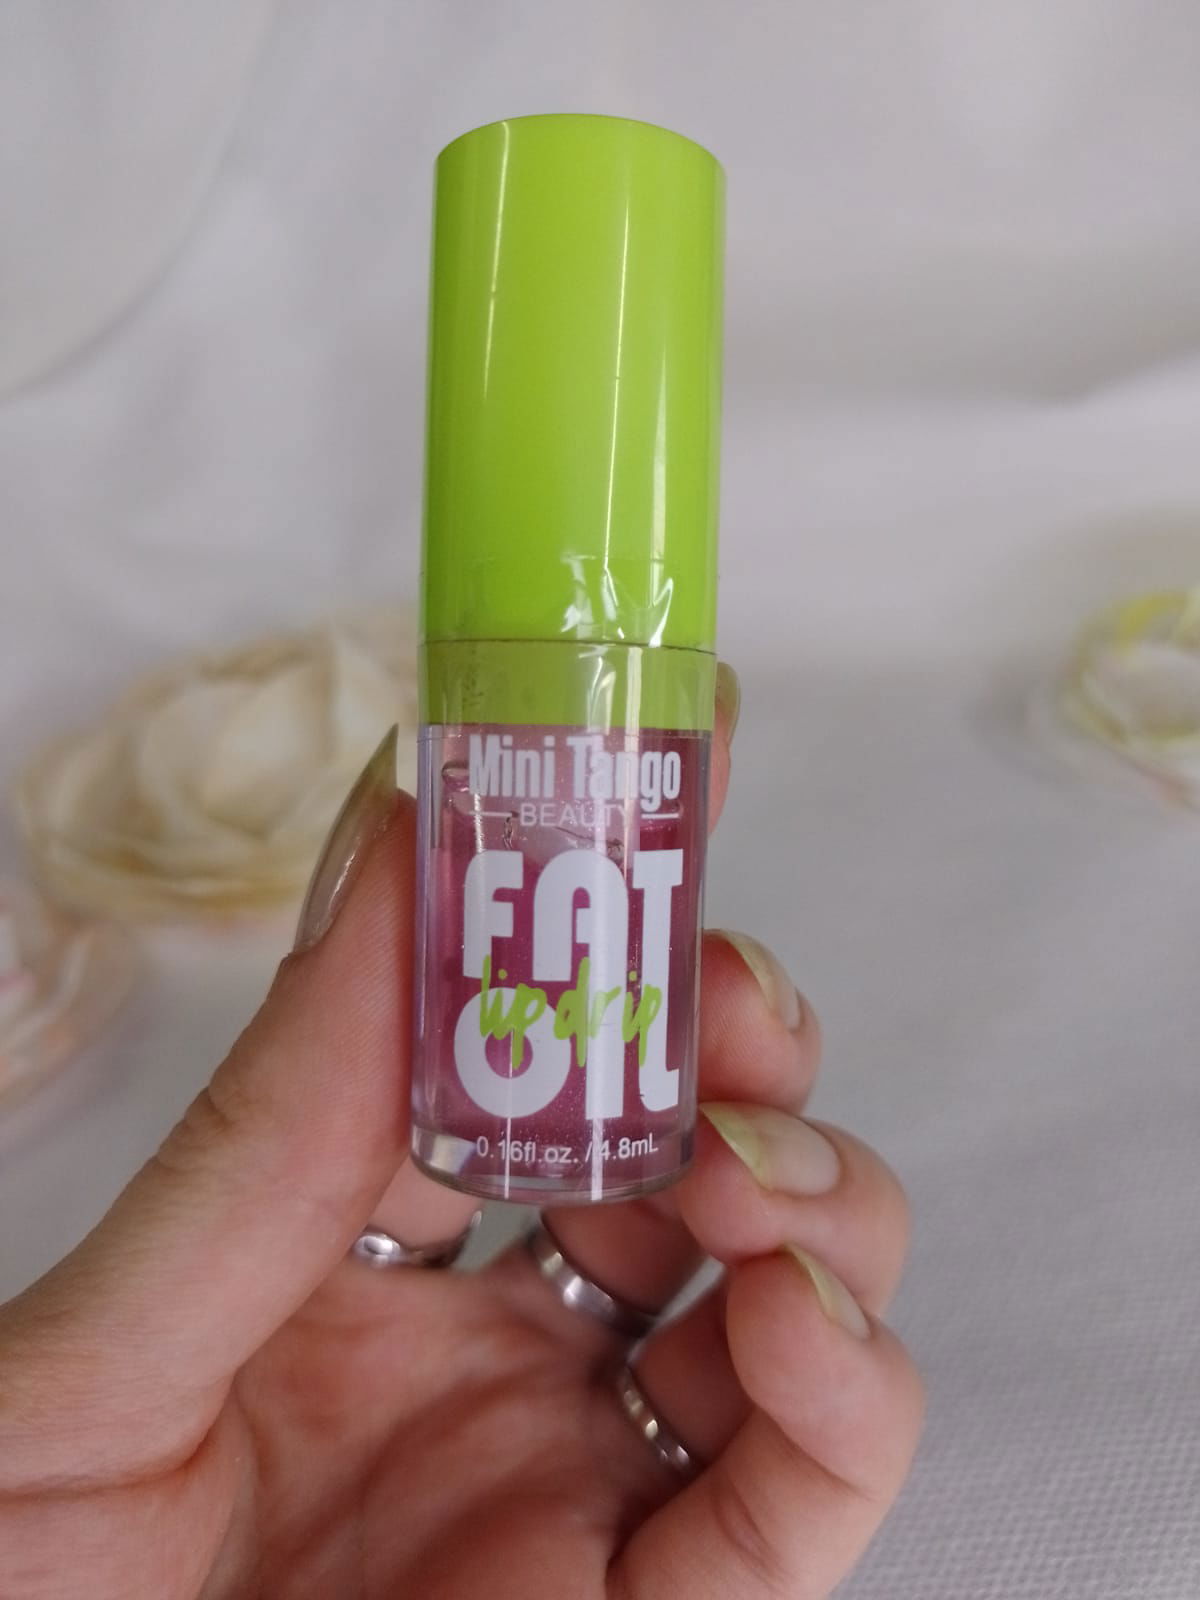 Mini Tango
BEAUTY
FAT
lip drip
OIL
0.16fl.oz. / 4.8mL